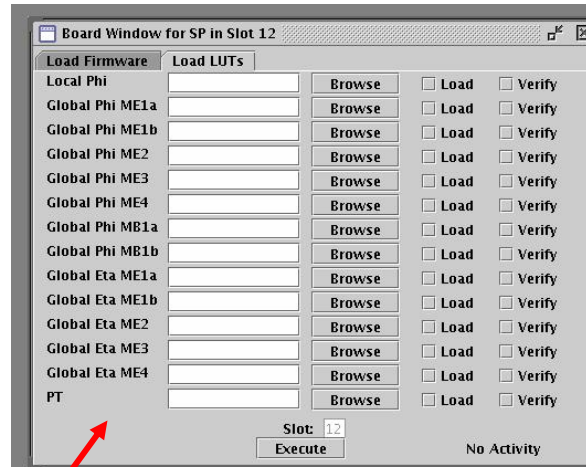 Board Window for SP in Slot 12
Load Firmware Load LUTs
Local Phi Browse Load Verify
Global Phi ME1a Browse Load Verify
Global Phi ME1b Browse Load Verify
Global Phi ME2 Browse Load Verify
Global Phi ME3 Browse Load Verify
Global Phi ME4 Browse Load Verify
Global Phi MB1a Browse Load Verify
Global Phi MB1b Browse Load Verify
Global Eta ME1a Browse Load Verify
Global Eta ME1b Browse Load Verify
Global Eta ME2 Browse Load Verify
Global Eta ME3 Browse Load Verify
Global Eta ME4 Browse Load Verify
PT Browse Load Verify
Slot: 12
Execute No Activity